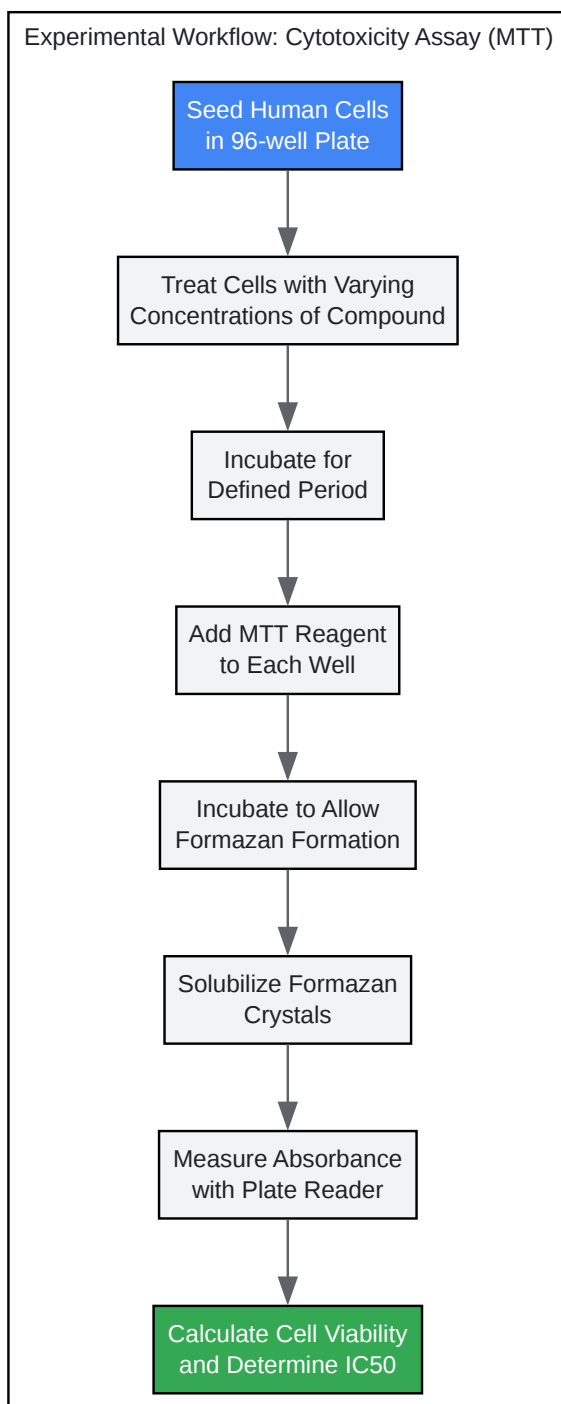 Experimental Workflow: Cytotoxicity Assay (MTT)
Seed Human Cells
in 96-well Plate
Treat Cells with Varying
Concentrations of Compound
Incubate for
Defined Period
Add MTT Reagent
to Each Well
Incubate to Allow
Formazan Formation
Solubilize Formazan
Crystals
Measure Absorbance
with Plate Reader
Calculate Cell Viability
and Determine IC50